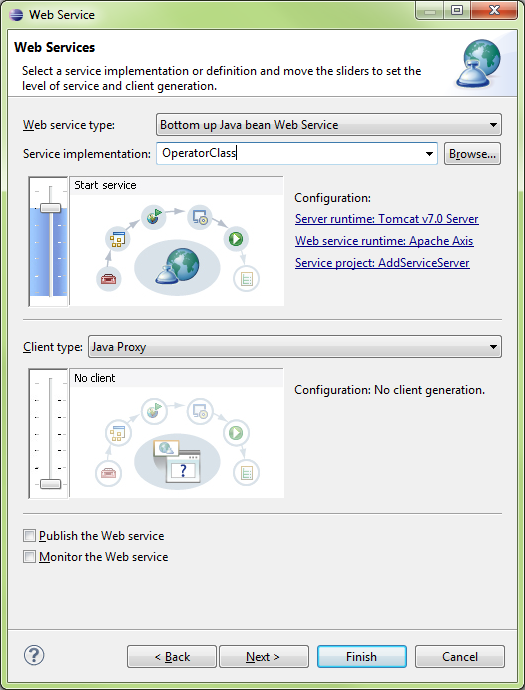 Web Service
Web Services
Select a service implementation or definition and move the sliders to set the
level of service and client generation.
Web service type: Bottom up Java bean Web Service
Service implementation: OperatorClass Browse...
Start service
Configuration:
Server runtime: Tomcat v7.0 Server
Web service runtime: Apache Axis
Service project: AddServiceServer
Client type: Java Proxy
No client
Configuration: No client generation.
?
Publish the Web service
Monitor the Web service
? < Back Next > Finish Cancel